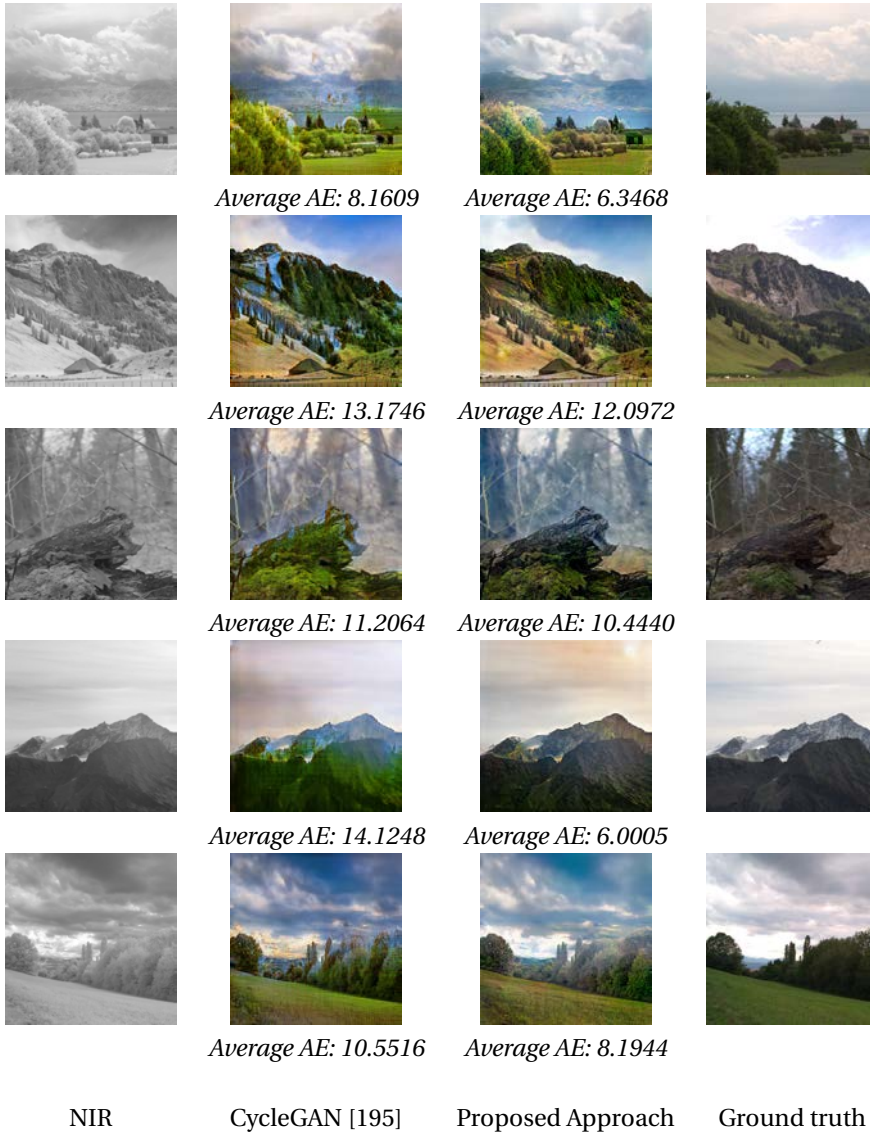 Average AE: 8.1609 Average AE: 6.3468
Average AE: 13.1746 Average AE: 12.0972
Average AE: 11.2064 Average AE: 10.4440
Average AE: 14.1248 Average AE: 6.0005
Average AE: 10.5516 Average AE: 8.1944
NIR CycleGAN [195] Proposed Approach Ground truth